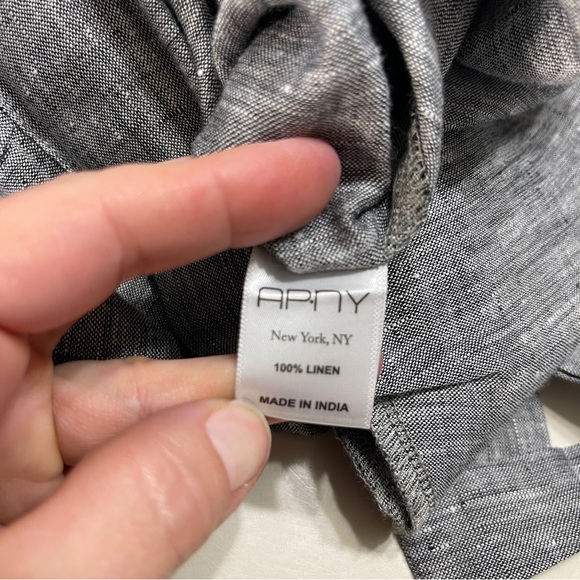 AP·NY
New York, NY
100% LINEN
MADE IN INDIA